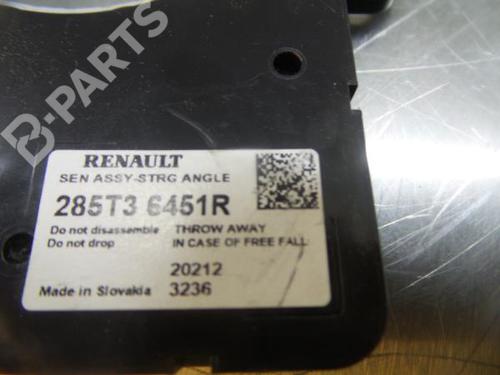 B-PARTS
RENAULT
SEN ASSY-STRG ANGLE
285T3 6451R
Do not disassemble THROW AWAY
Do not drop IN CASE OF FREE FALL
20212
Made in Slovakia 3236